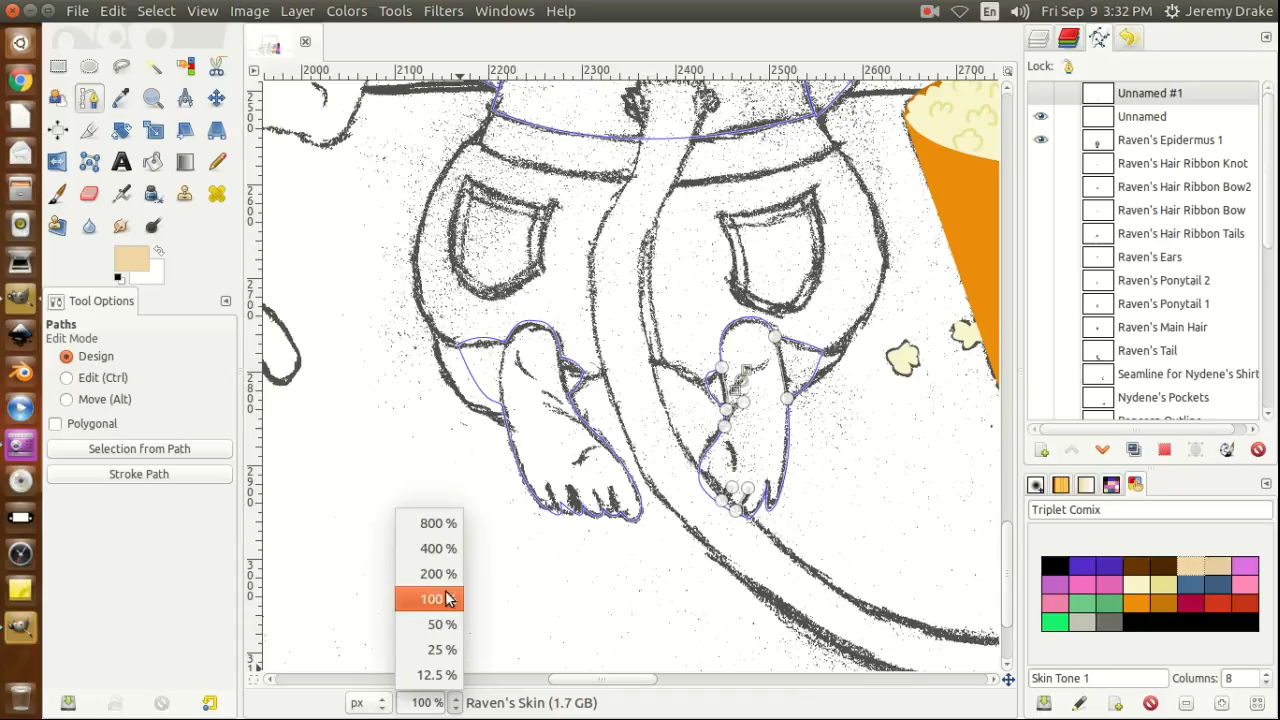 File Edit Select View Image Layer Colors Tools Filters Windows Help
En Fri Sep 9 3:32 PM Jeremy Drake
2000 2100 2200 2300 2400 2500 2600 2700
Lock:
Unnamed #1
Unnamed
Raven's Epidermus 1
Raven's Hair Ribbon Knot
Raven's Hair Ribbon Bow2
Raven's Hair Ribbon Bow
Raven's Hair Ribbon Tails
Raven's Ears
Raven's Ponytail 2
Raven's Ponytail 1
Raven's Main Hair
Raven's Tail
Seamline for Nydene's Shirt
Nydene's Pockets
Tool Options
Paths
Edit Mode
Design
Edit (Ctrl)
Move (Alt)
Polygonal
Selection from Path
Stroke Path
800 %
400 %
200 %
100
50 %
25 %
12.5 %
px 100 % Raven's Skin (1.7 GB)
Triplet Comix
Skin Tone 1 Columns: 8